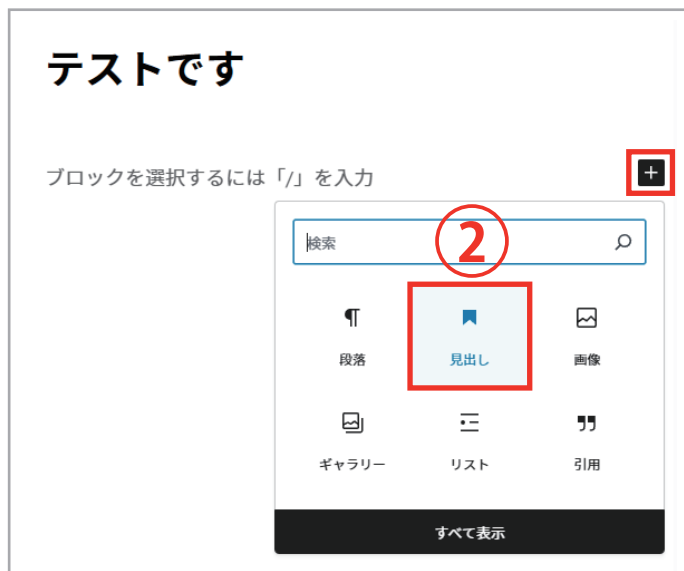 テストです
ブロックを選択するには「/」を入力
検索
②
段落
見出し
画像
ギャラリー
リスト
引用
すべて表示